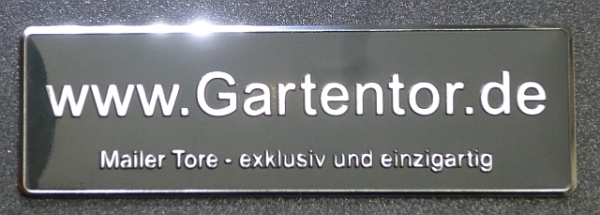 www.Gartentor.de
Mailer Tore - exklusiv und einzigartig